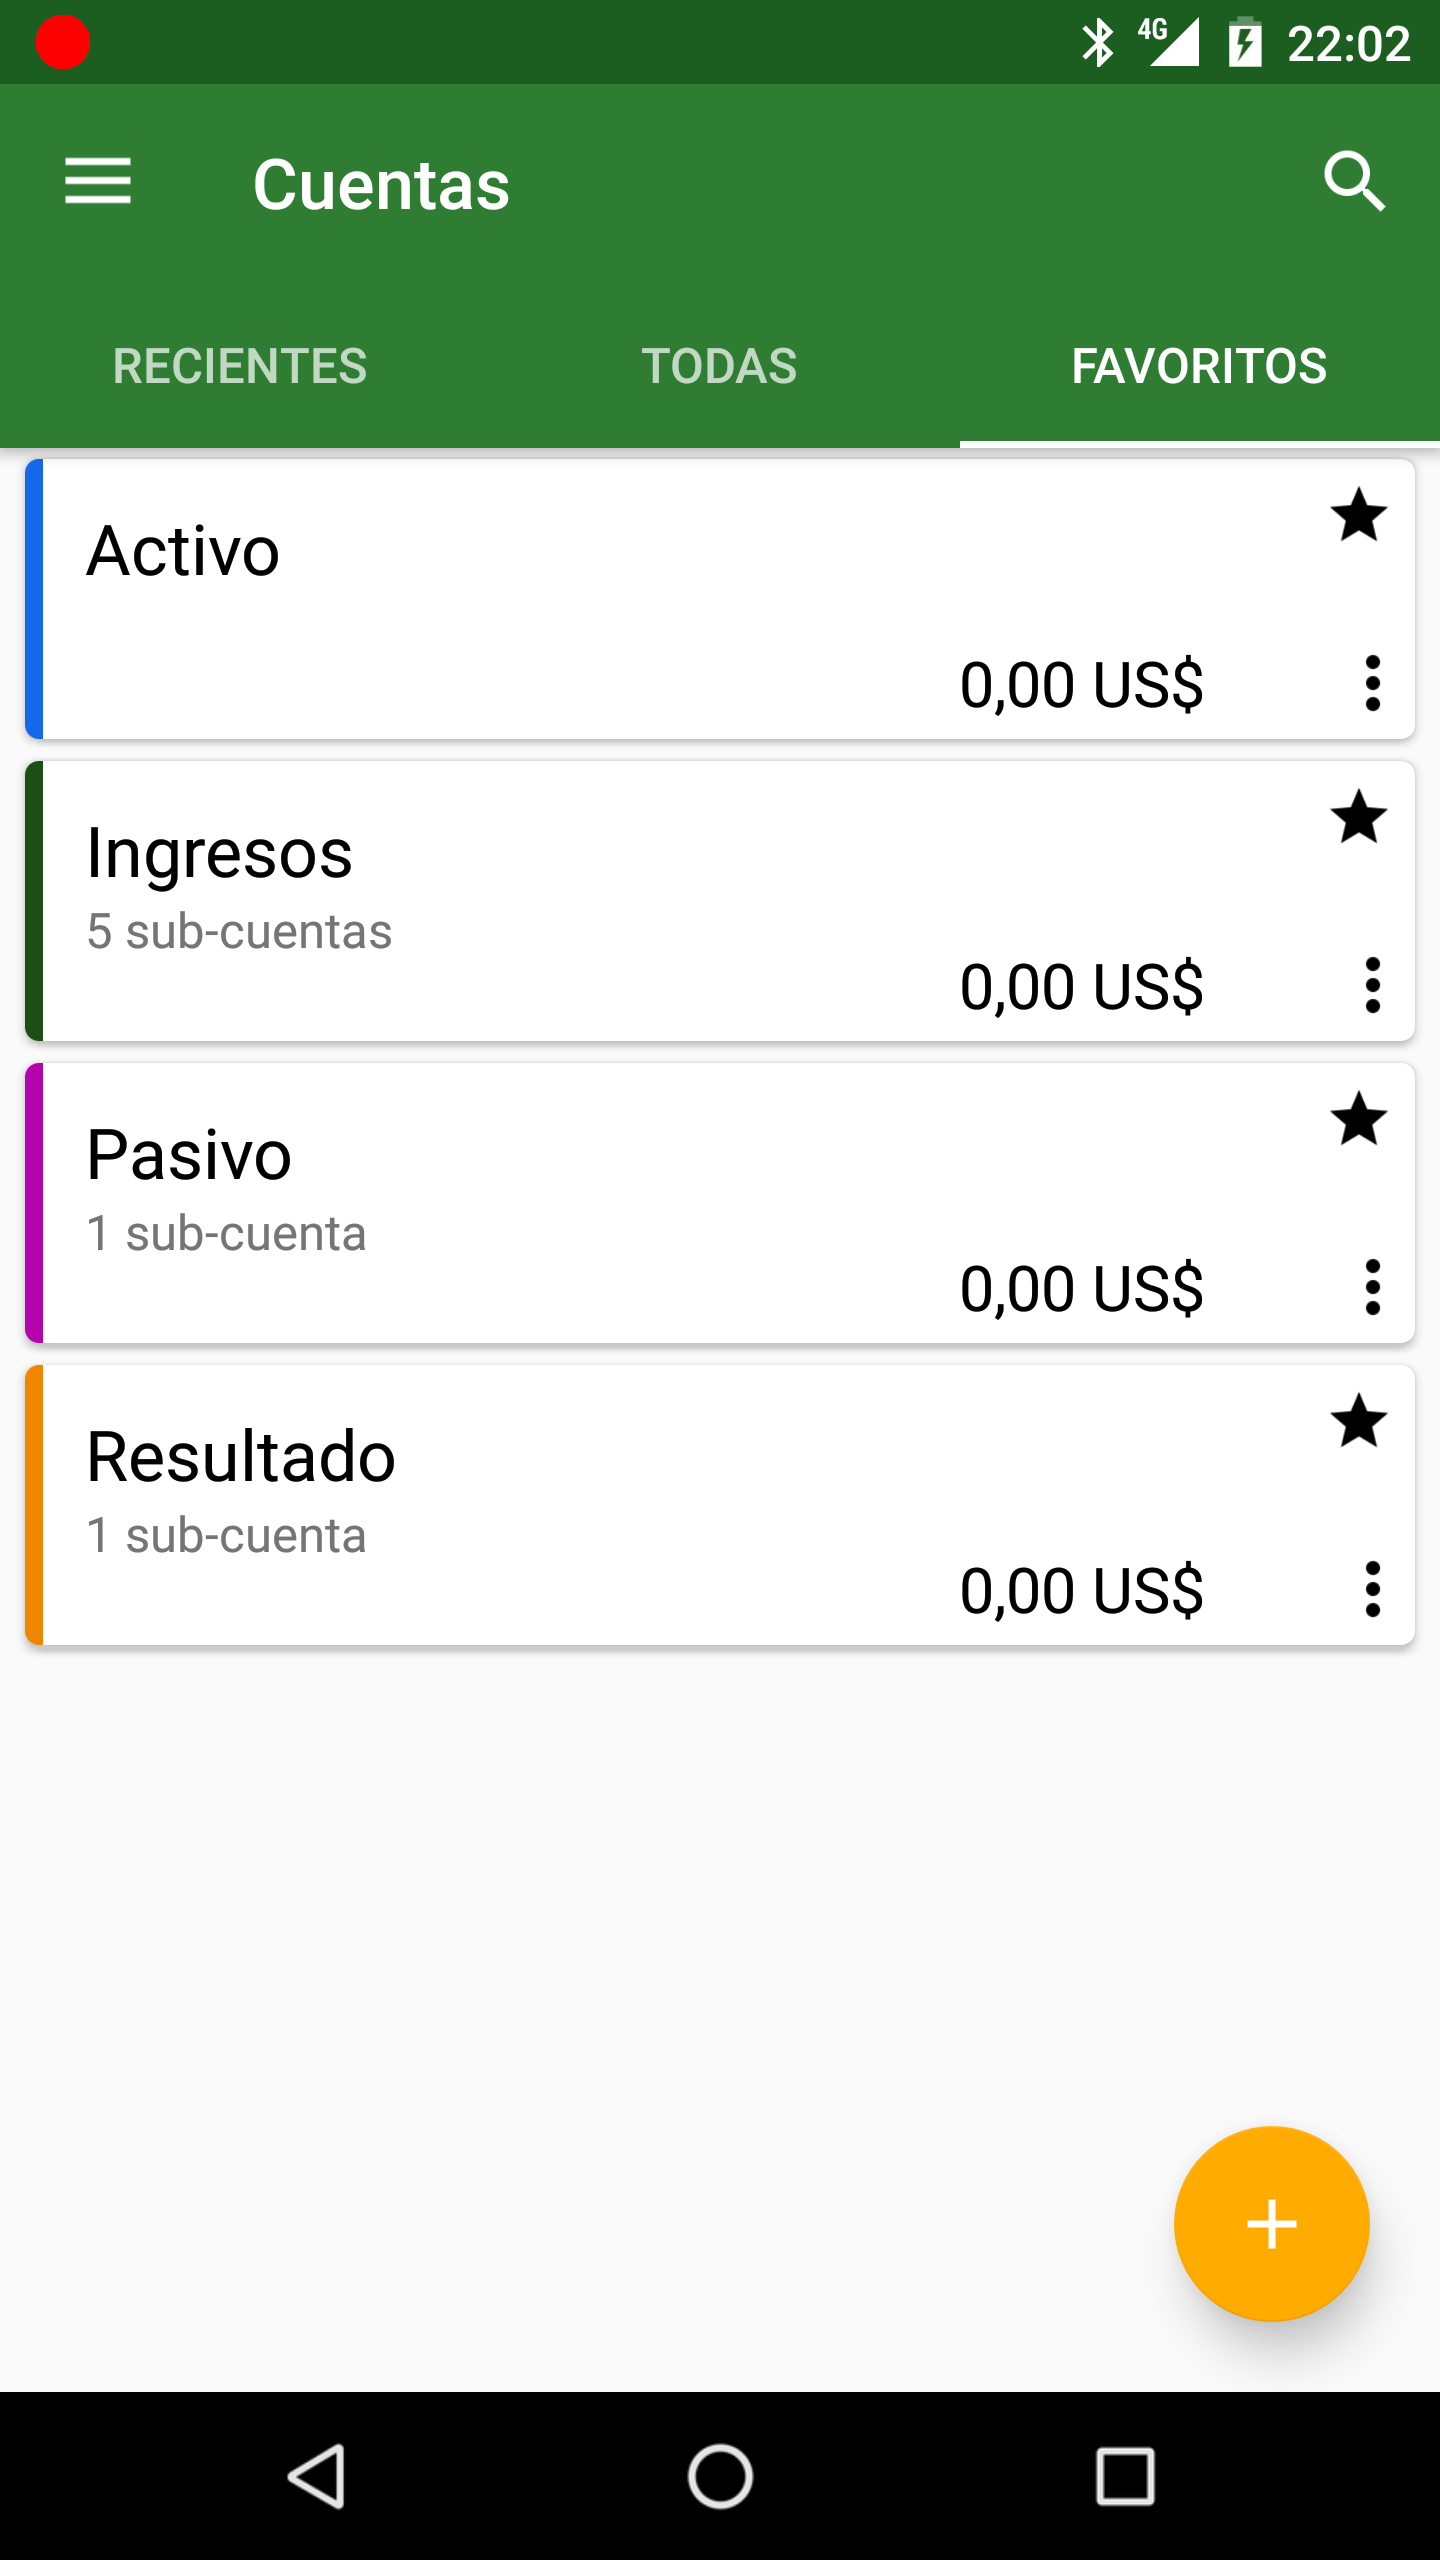 4G 22:02
Cuentas
RECIENTES TODAS FAVORITOS
Activo
0,00 US$
Ingresos
5 sub-cuentas
0,00 US$
Pasivo
1 sub-cuenta
0,00 US$
Resultado
1 sub-cuenta
0,00 US$